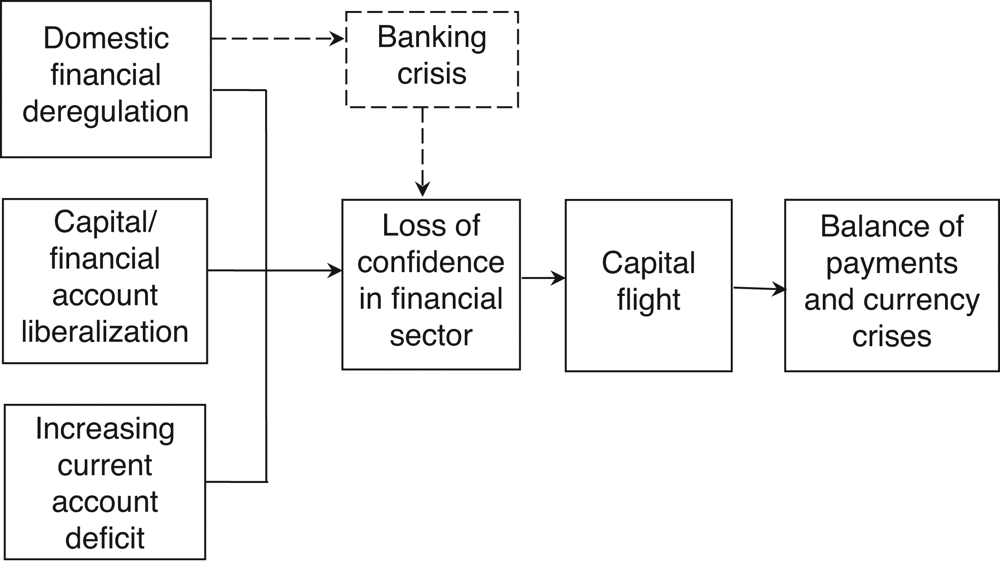 Domestic
financial
deregulation
Banking
crisis
Capital/
financial
account
liberalization
Loss of
confidence
in financial
sector
Capital
flight
Balance of
payments
and currency
crises
Increasing
current
account
deficit